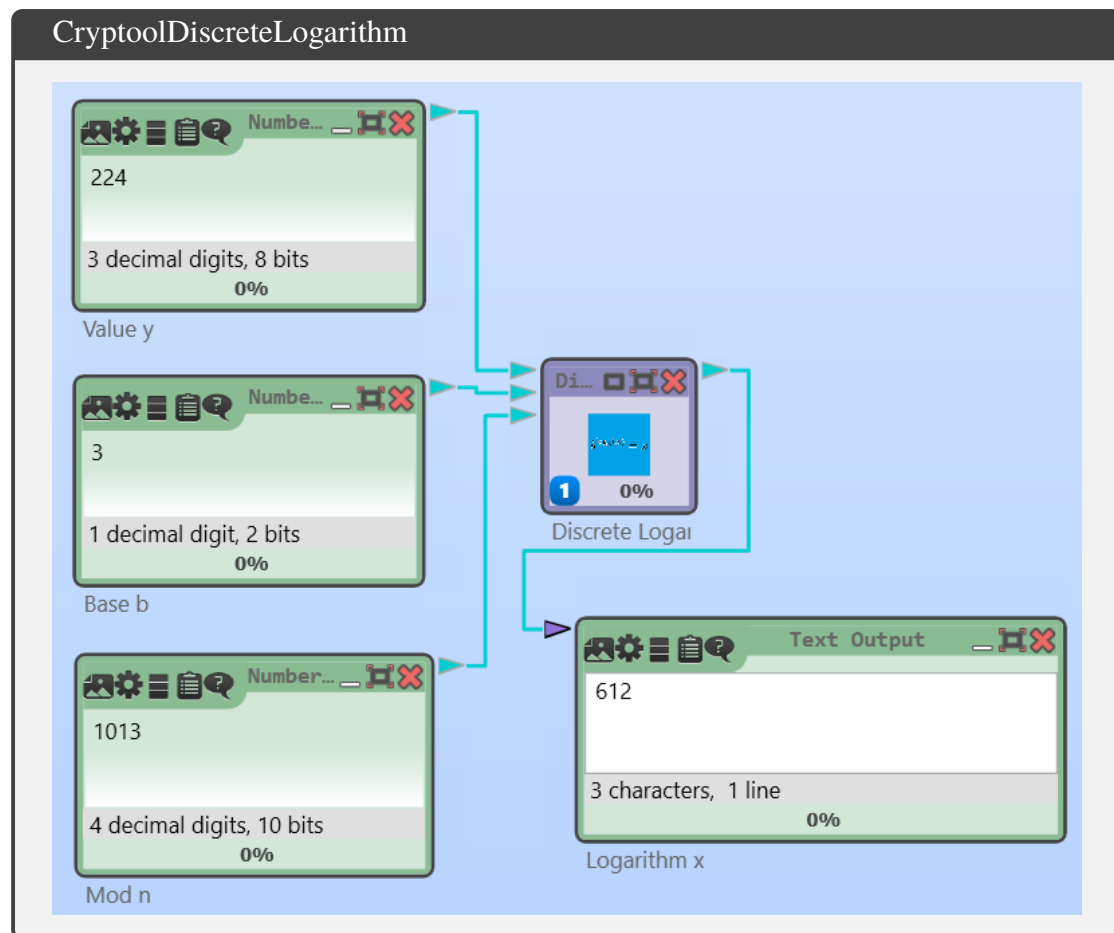 CryptoolDiscreteLogarithm
Numbe...
224
3 decimal digits, 8 bits
0%
Value y
Numbe...
3
1 decimal digit, 2 bits
0%
Base b
Di...
1
0%
Discrete Logar
Number...
1013
4 decimal digits, 10 bits
0%
Mod n
Text Output
612
3 characters, 1 line
0%
Logarithm x